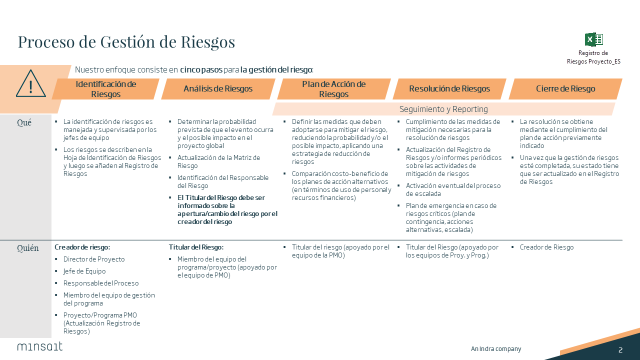 Proceso de Gestión de Riesgos
Registro de
Riesgos Proyecto_ES
Nuestro enfoque consiste en cinco pasos para la gestión del riesgo:
Identificación de
Riesgos
Análisis de Riesgos
Plan de Acción de
Riesgos
Resolución de Riesgos
Cierre de Riesgo
Seguimiento y Reporting
Qué
• La identificación de riesgos es
manejada y supervisada por los
jefes de equipo
• Los riesgos se describen en la
Hoja de Identificación de Riesgos
y luego se añaden al Registro de
Riesgos
• Determinar la probabilidad
prevista de que el evento ocurra
y el posible impacto en el
proyecto global
• Actualización de la Matriz de
Riesgo
• Identificación del Responsable
del Riesgo
• El Titular del Riesgo debe ser
informado sobre la
apertura/cambio del riesgo por el
creador del riesgo
• Definir las medidas que deben
adoptarse para mitigar el riesgo,
reduciendo la probabilidad y/o el
posible impacto, aplicando una
estrategia de reducción de
riesgos
• Comparación costo-beneficio de
los planes de acción alternativos
(en términos de uso de personal y
recursos financieros)
• Cumplimiento de las medidas de
mitigación necesarias para la
resolución de riesgos
• Actualización del Registro de
Riesgos y/o informes periódicos
sobre las actividades de
mitigación de riesgos
• Activación eventual del proceso
de escalada
• Plan de emergencia en caso de
riesgos críticos (plan de
contingencia, acciones
alternativas, escalada)
• La resolución se obtiene
mediante el cumplimiento del
plan de acción previamente
indicado
• Una vez que la gestión de riesgos
esté completada, su estado tiene
que ser actualizado en el Registro
de Riesgos
Quién
Creador de riesgo:
• Director de Proyecto
• Jefe de Equipo
• Responsable del Proceso
• Miembro del equipo de gestión
del programa
• Proyecto/Programa PMO
(Actualización Registro de
Riesgos)
Titular del Riesgo:
• Miembro del equipo del
programa/proyecto (apoyado por
el equipo de PMO)
• Titular del riesgo (apoyado por el
equipo de la PMO)
• Titular del Riesgo (apoyado por
los equipos de Proy. y Prog.)
• Creador de Riesgo
minsait
An Indra company
2